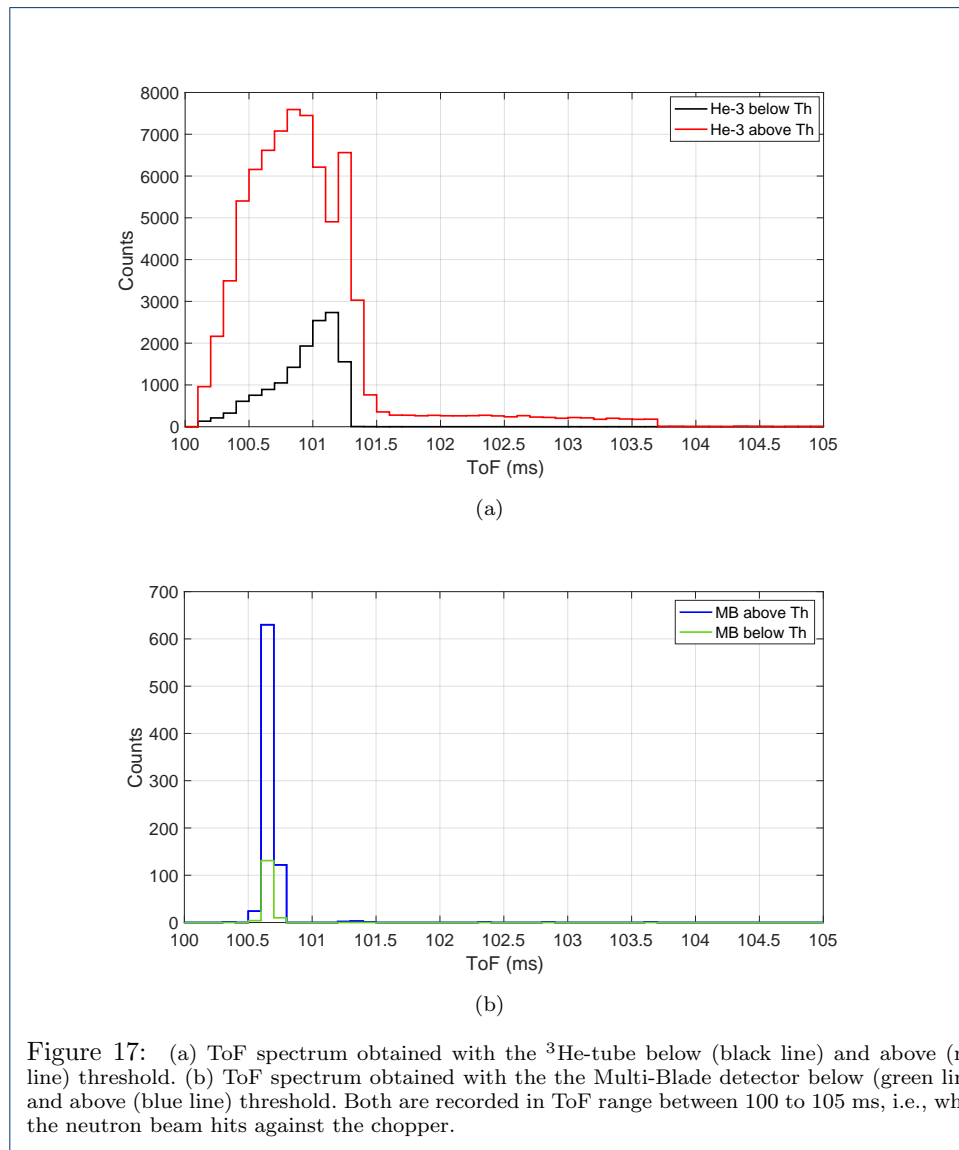 8000
7000
6000
5000
4000
3000
2000
1000
0
Counts
He-3 below Th
He-3 above Th
100 100.5 101 101.5 102 102.5 103 103.5 104 104.5 105
ToF (ms)
(a)
700
600
500
400
300
200
100
0
Counts
MB above Th
MB below Th
100 100.5 101 101.5 102 102.5 103 103.5 104 104.5 105
ToF (ms)
(b)
Figure 17: (a) ToF spectrum obtained with the ³He-tube below (black line) and above
line) threshold. (b) ToF spectrum obtained with the the Multi-Blade detector below (green
and above (blue line) threshold. Both are recorded in ToF range between 100 to 105 ms, i.e.,
the neutron beam hits against the chopper.